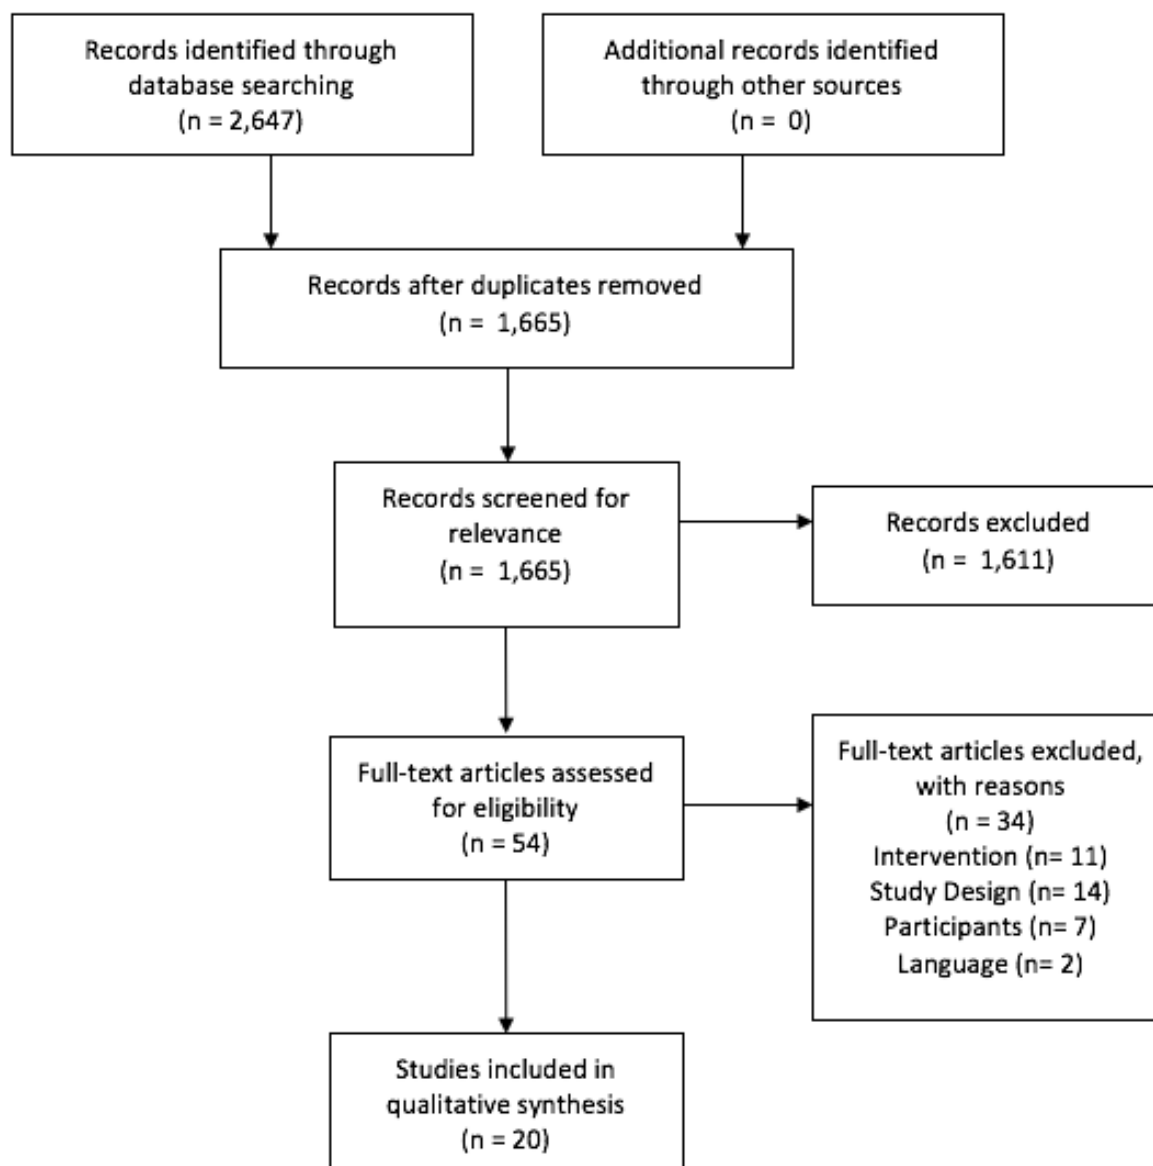 Records identified through
database searching
(n = 2,647)
Additional records identified
through other sources
(n =  0)
Records after duplicates removed
(n =  1,665)
Records screened for
relevance
(n =  1,665)
Records excluded
(n =  1,611)
Full-text articles assessed
for eligibility
(n = 54)
Full-text articles excluded,
with reasons
(n = 34)
Intervention (n= 11)
Study Design (n= 14)
Participants (n= 7)
Language (n= 2)
Studies included in
qualitative synthesis
(n = 20)